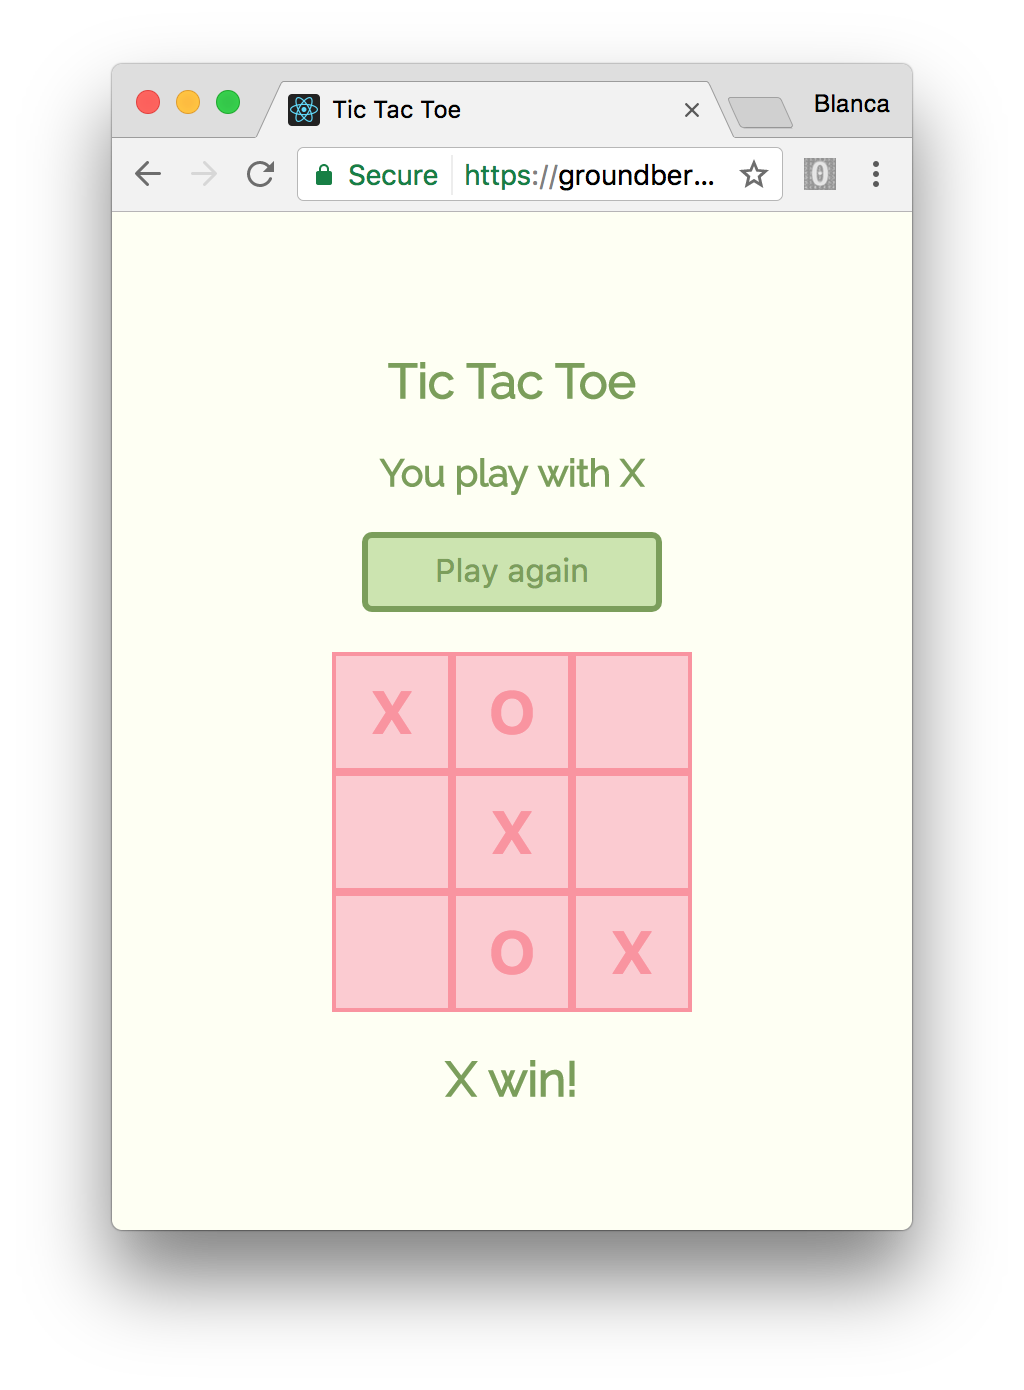 Tic Tac Toe
Blanca
Secure https://groundber...
0
Tic Tac Toe
You play with X
Play again
X O
X
O X
X win!